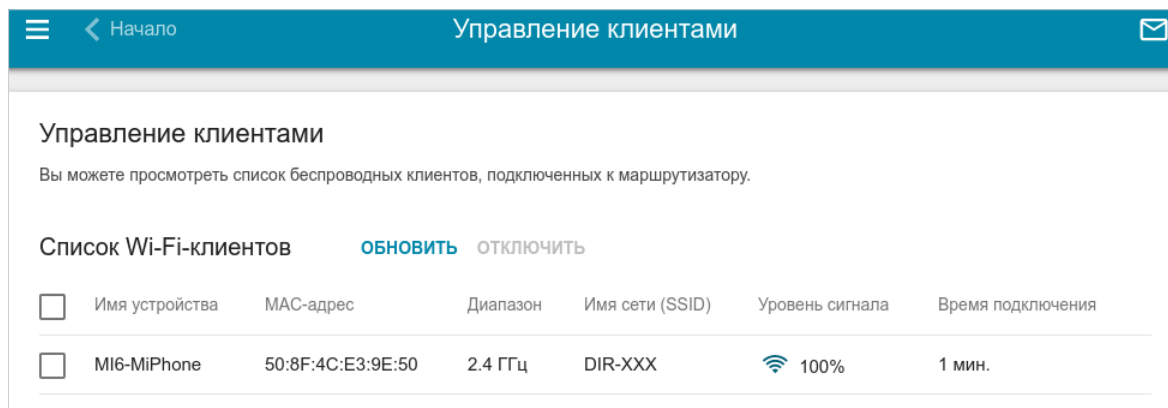 Начало Управление клиентами
Управление клиентами
Вы можете просмотреть список беспроводных клиентов, подключенных к маршрутизатору.
Список Wi-Fi-клиентов ОБНОВИТЬ ОТКЛЮЧИТЬ
Имя устройства MAC-адрес Диапазон Имя сети (SSID) Уровень сигнала Время подключения
MI6-MiPhone 50:8F:4C:E3:9E:50 2.4 ГГц DIR-XXX 100% 1 мин.